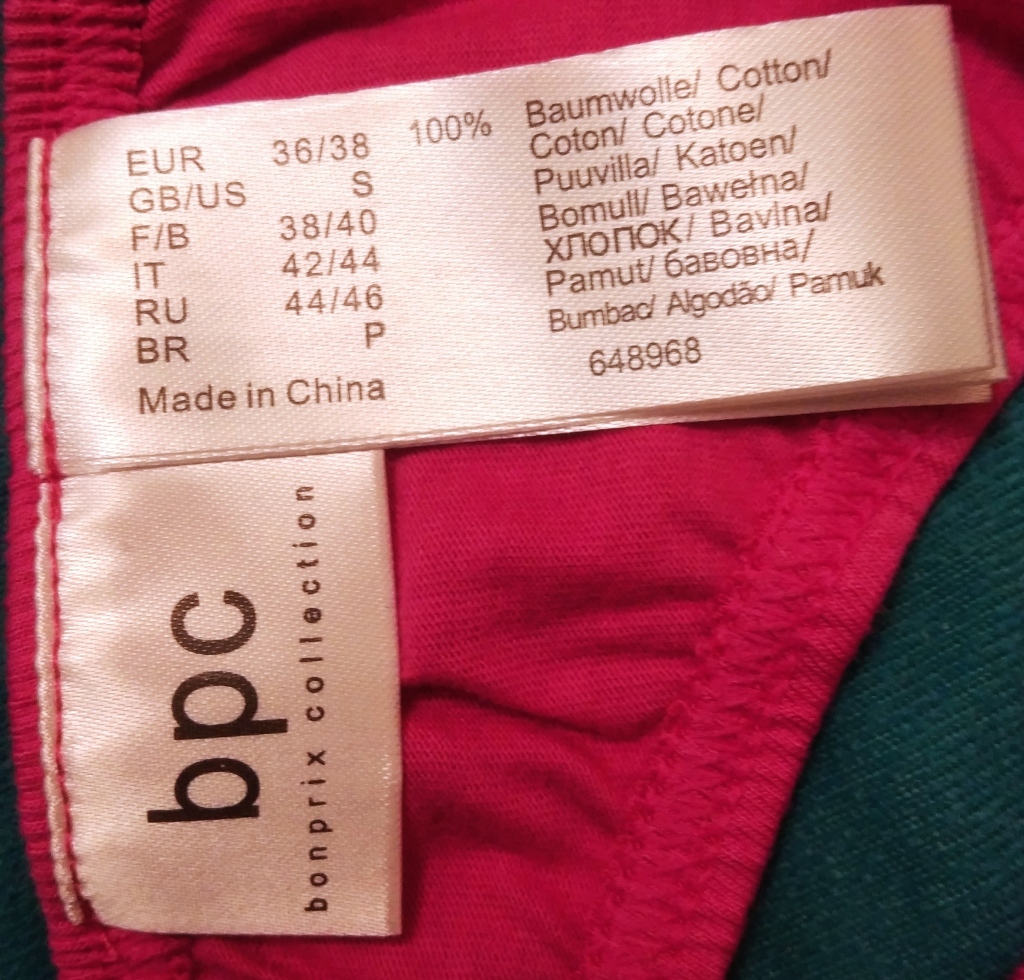 EUR 36/38
GB/US S
F/B 38/40
IT 42/44
RU 44/46
BR P
Made in China
100% Baumwolle/ Cotton/
Coton/ Cotone/
Puuvilla/ Katoen/
Bomull/ Bawełna/
ХЛОПОК/ Bavlna/
Pamut/ бавовна/
Bumbac/ Algodão/ Pamuk
648968
bpc
bonprix collection